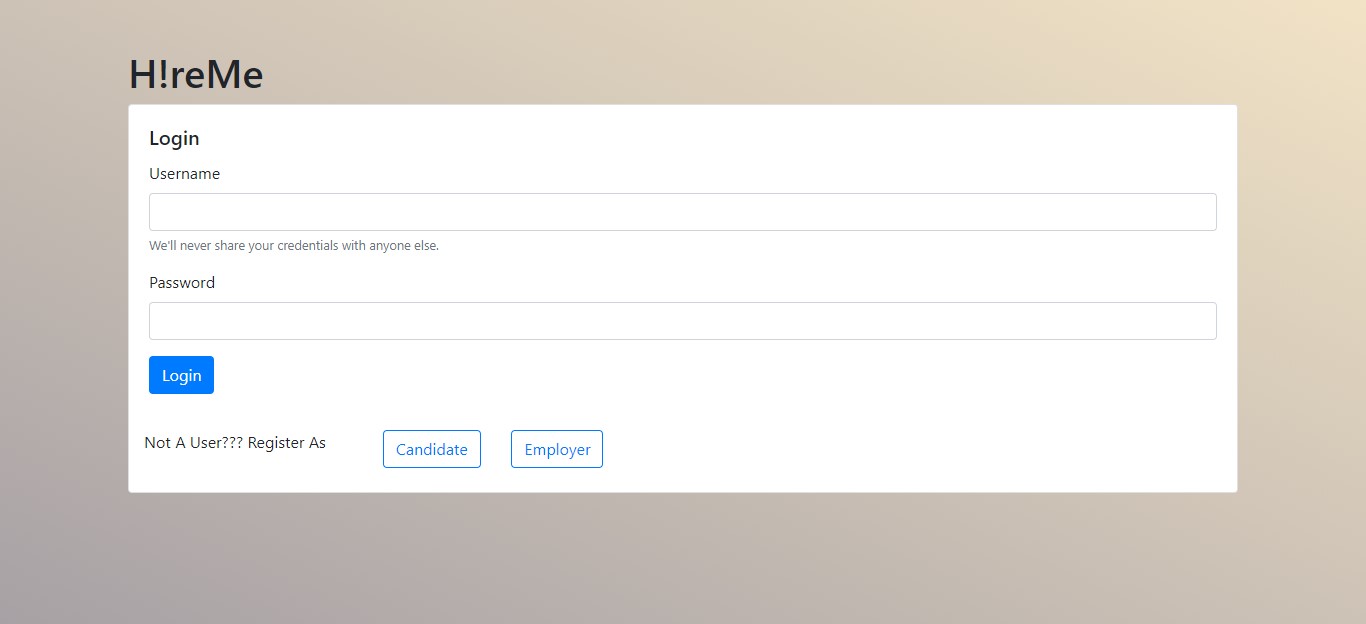 H!reMe
Login
Username
We'll never share your credentials with anyone else.
Password
Login
Not A User??? Register As Candidate Employer